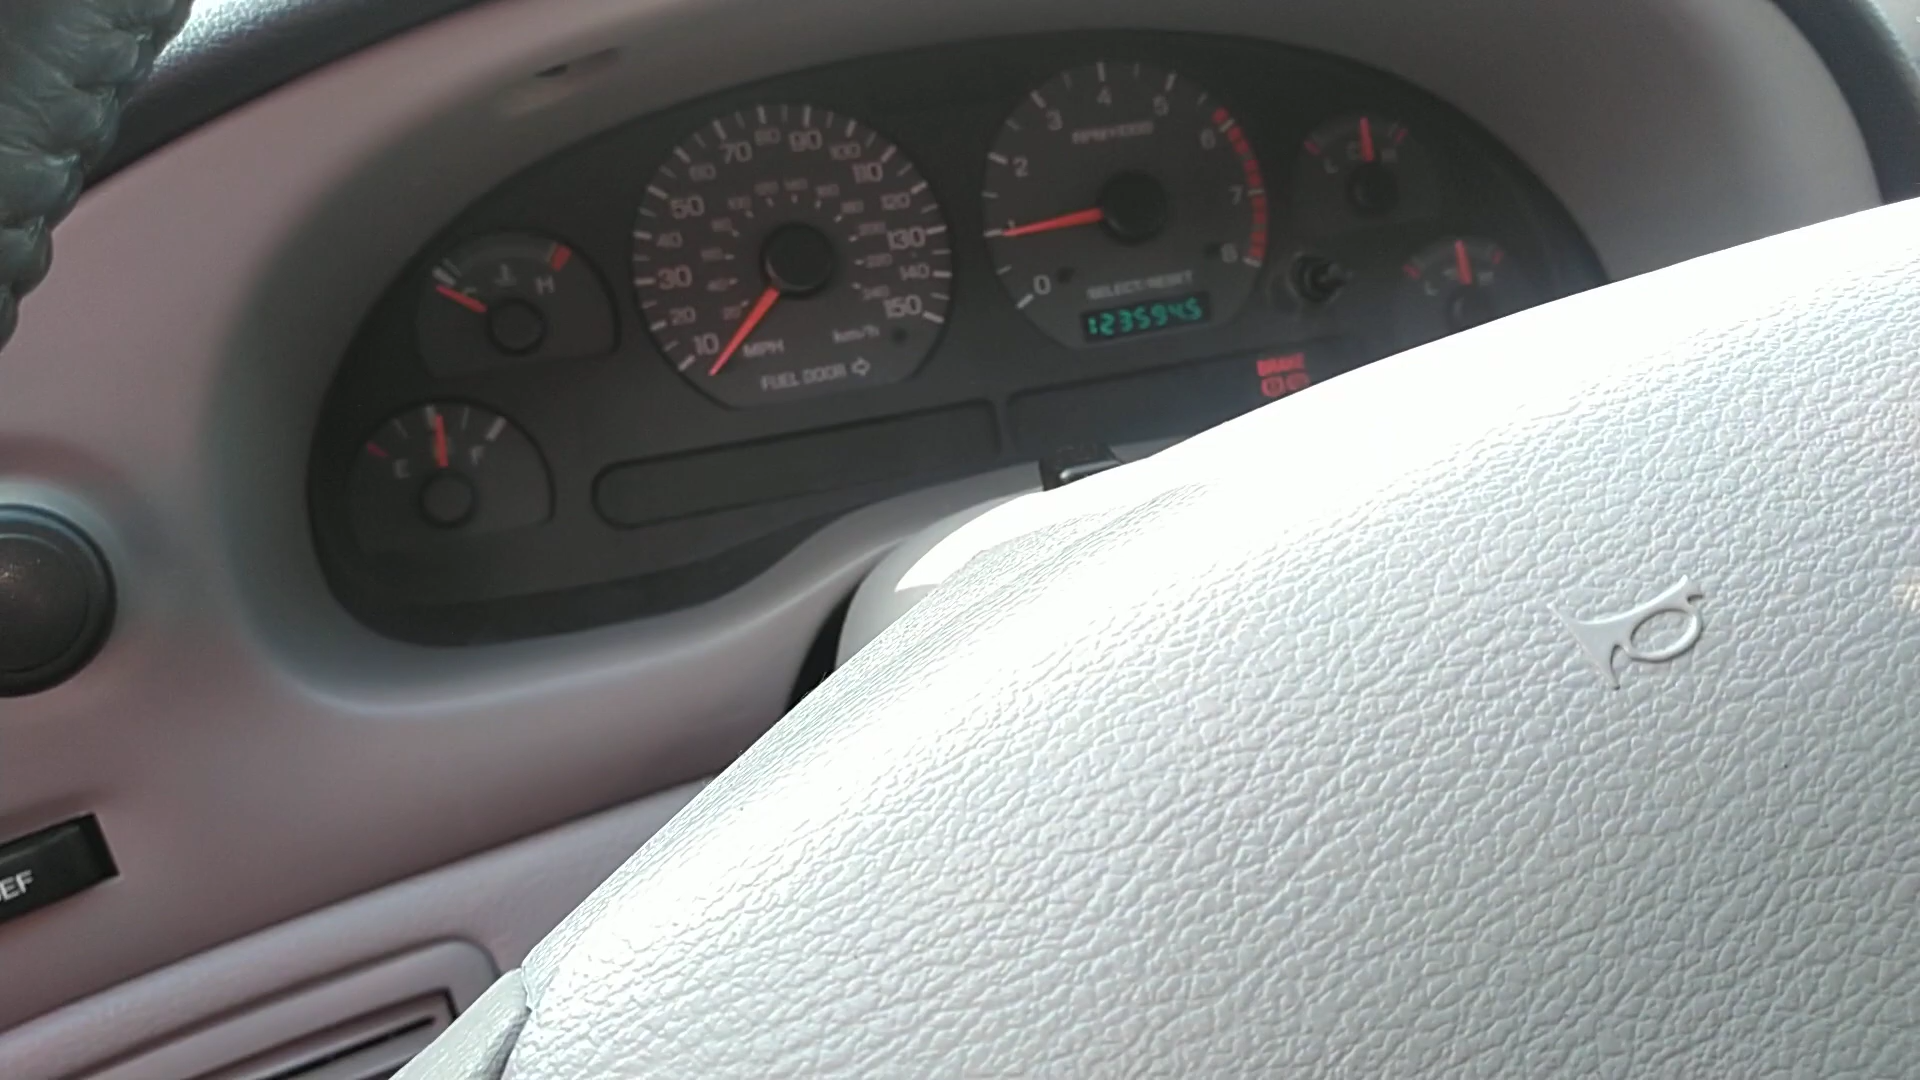 C H
E F
10 20 30 40 50 60 70 80 90 100 110 120 130 140 150
MPH
km/h
FUEL DOOR
0 1 2 3 4 5 6 7 8
RPMX1000
SELECT/RESET
1235945
L H
L H
BRAKE
EF